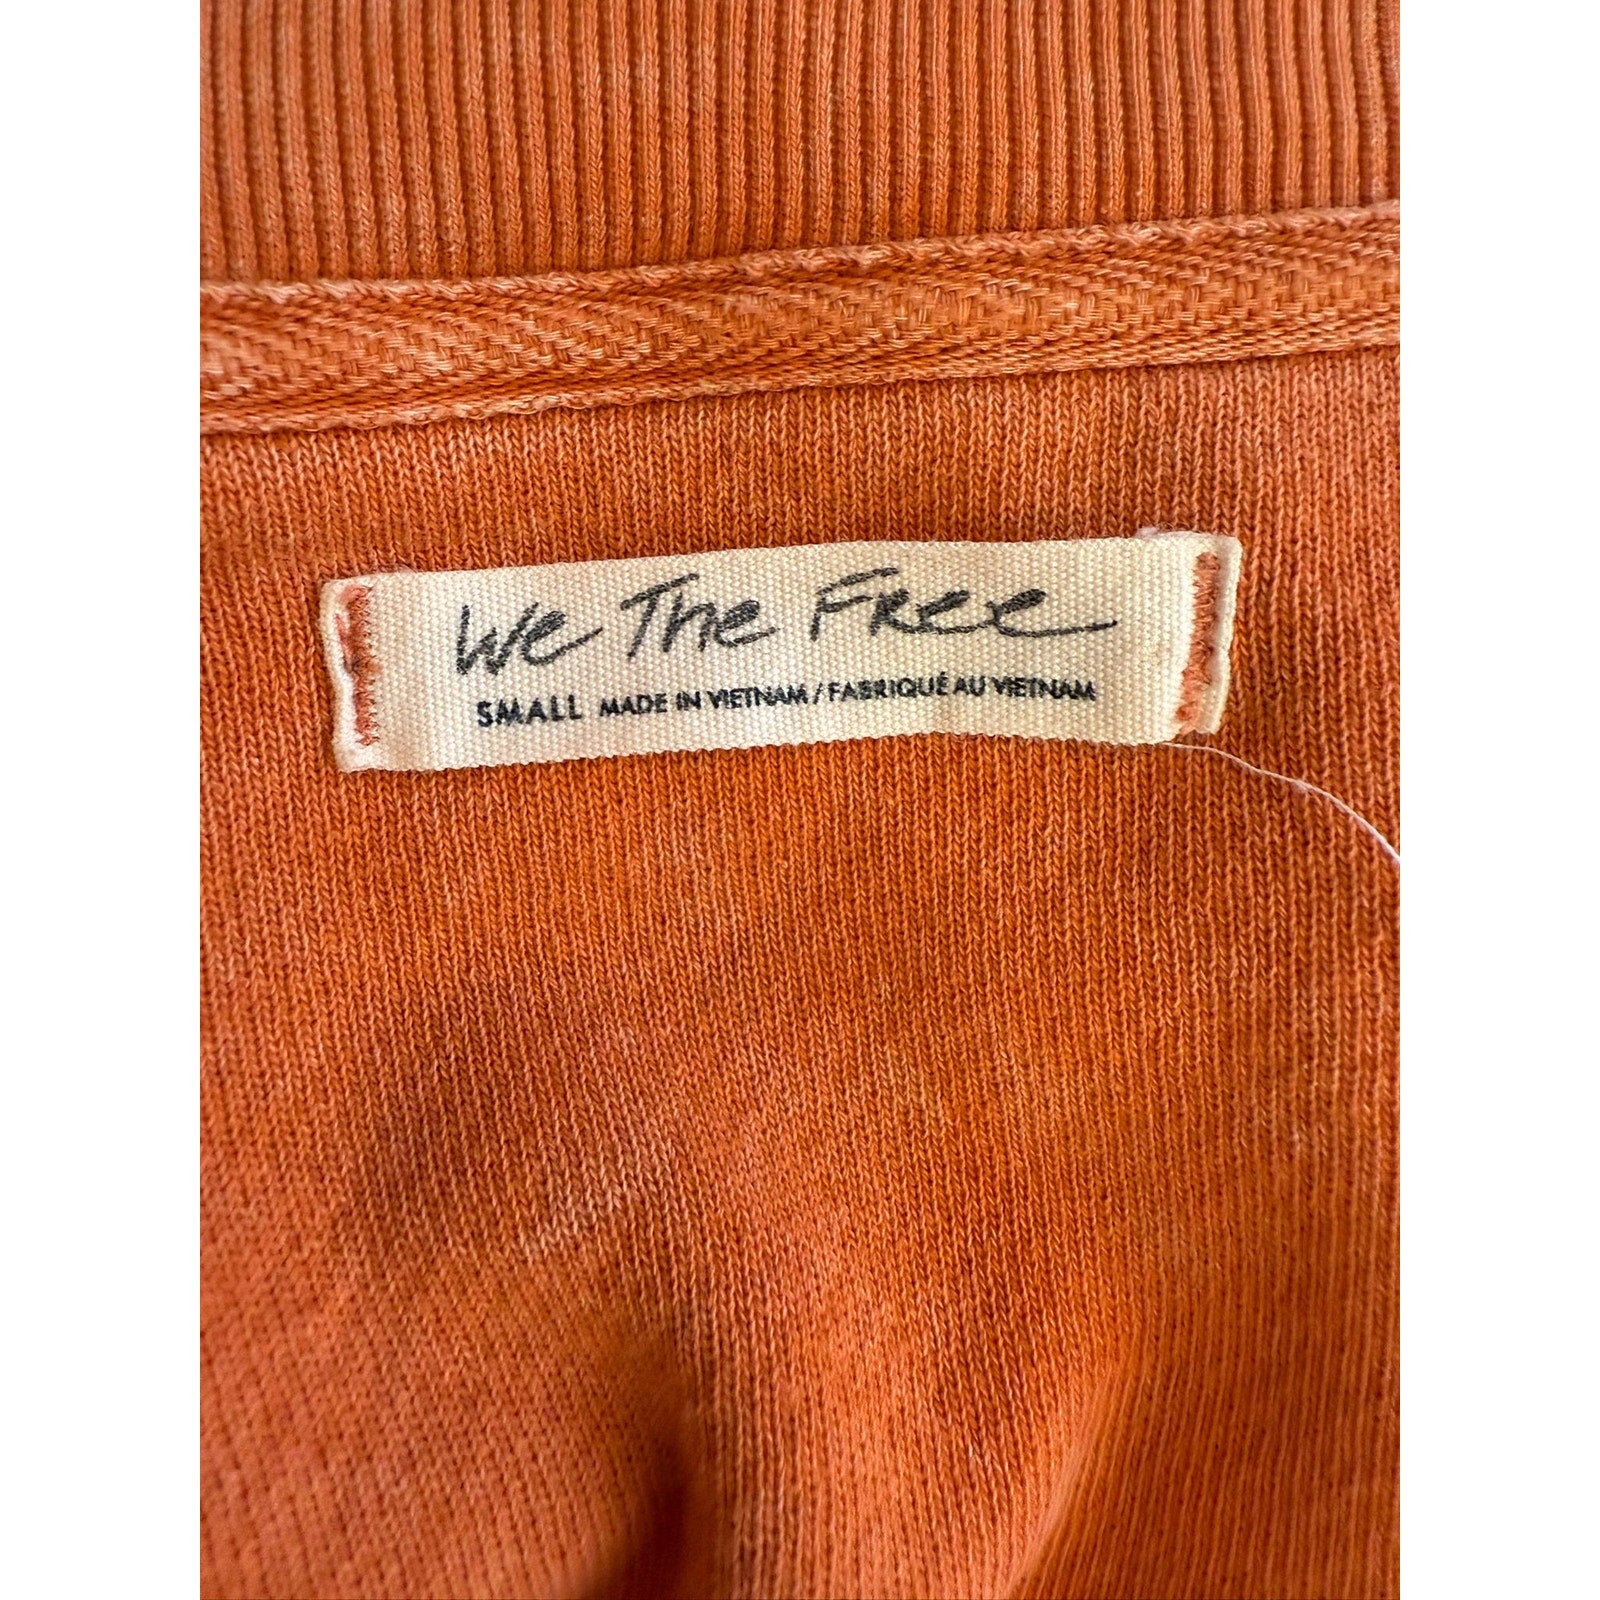 We The Free
SMALL MADE IN VIETNAM / FABRIQUÉ AU VIETNAM